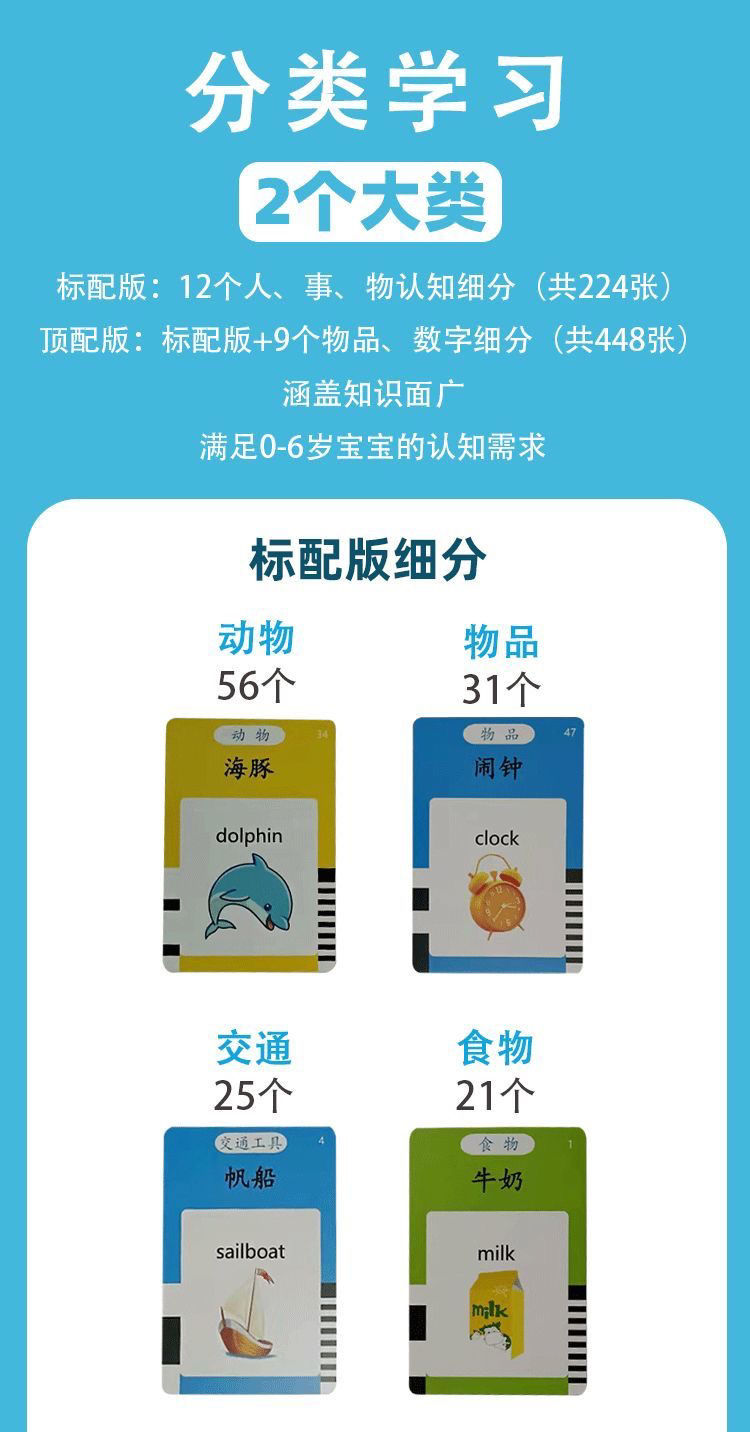 分类学习
2个大类
标配版：12个人、事、物认知细分（共224张）
顶配版：标配版+9个物品、数字细分（共448张）
涵盖知识面广
满足0-6岁宝宝的认知需求
标配版细分
动物
56个
物品
31个
动物
34
海豚
dolphin
物品
47
闹钟
clock
交通
25个
食物
21个
交通工具
4
帆船
sailboat
食物
1
牛奶
milk
milk